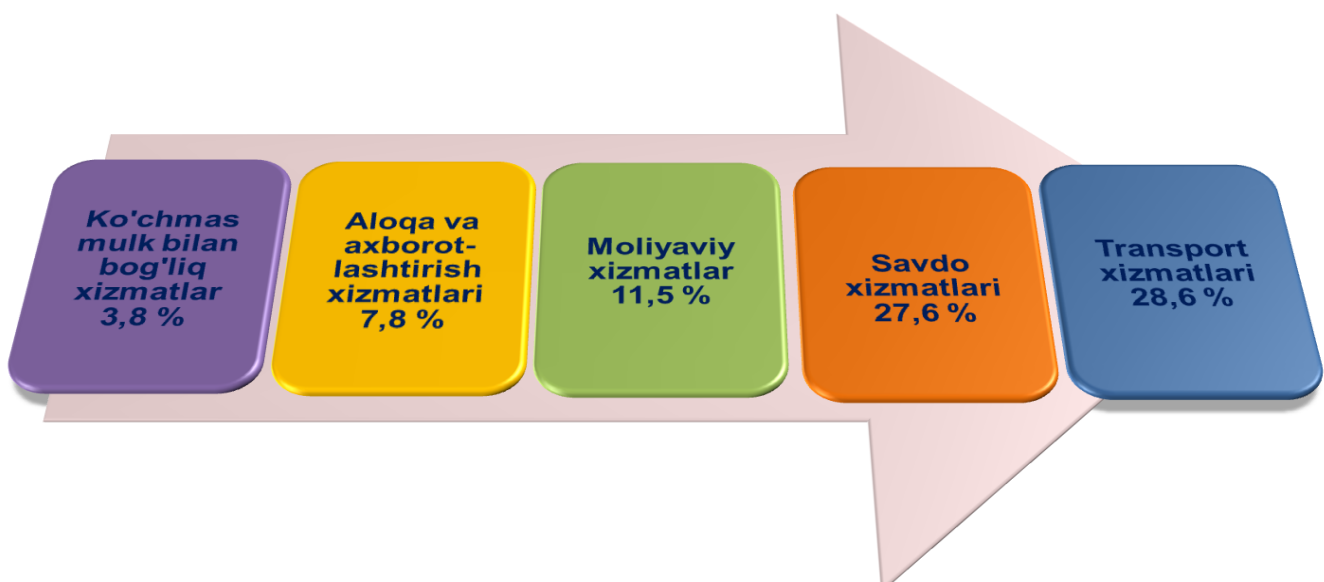 Ko'chmas
mulk bilan
bog'liq
xizmatlar
3,8 %
Aloqa va
axborot-
lashtirish
xizmatlari
7,8 %
Moliyaviy
xizmatlar
11,5 %
Savdo
xizmatlari
27,6 %
Transport
xizmatlari
28,6 %